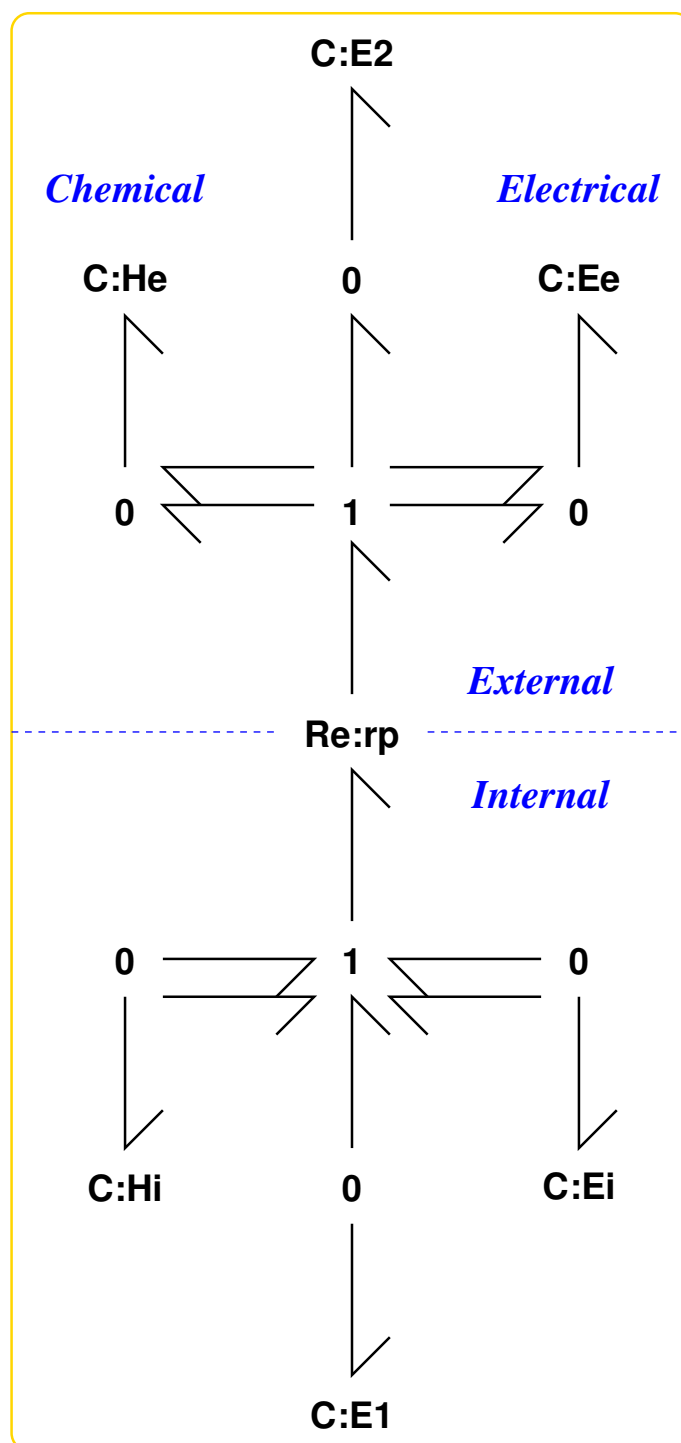 C:E2
Chemical Electrical
C:He 0 C:Ee
0 1 0
External
Re:rp
Internal
0 1 0
C:Hi 0 C:Ei
C:E1